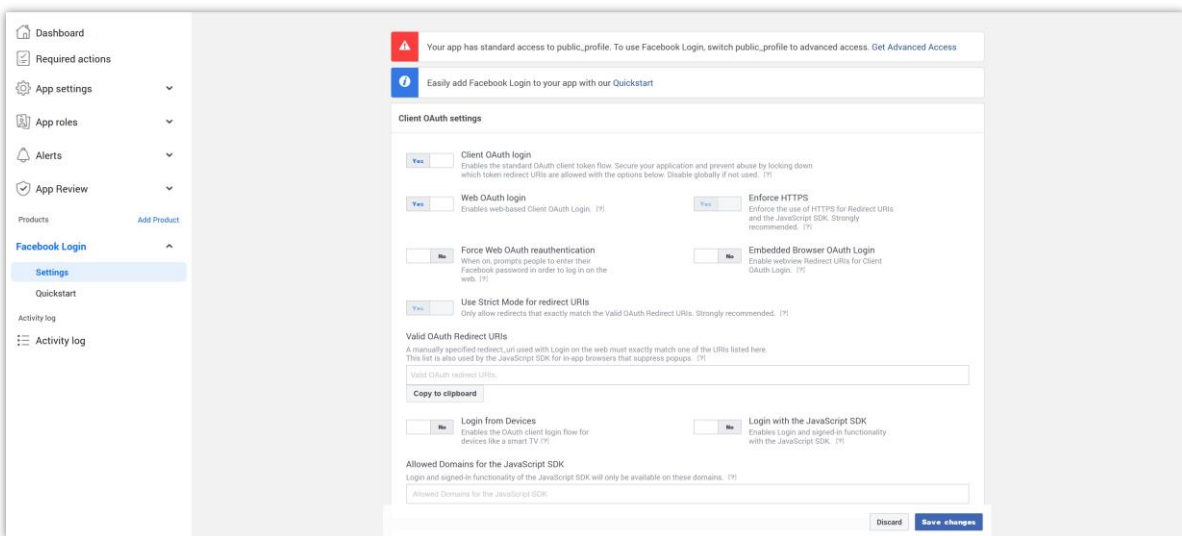 Dashboard
Required actions
App settings
App roles
Alerts
App Review
Products Add Product
Facebook Login
Settings
Quickstart
Activity log
Activity log
Your app has standard access to public_profile. To use Facebook Login, switch public_profile to advanced access. Get Advanced Access
Easily add Facebook Login to your app with our Quickstart
Client OAuth settings
Yes
Client OAuth login
Enables the standard OAuth client token flow. Secure your application and prevent abuse by locking down
which token redirect URIs are allowed with the options below. Disable globally if not used. [?]
Yes
Web OAuth login
Enables web-based Client OAuth Login. [?]
Yes
Enforce HTTPS
Enforce the use of HTTPS for Redirect URIs
and the JavaScript SDK. Strongly
recommended. [?]
No
Force Web OAuth reauthentication
When on, prompts people to enter their
Facebook password in order to log in on the
web. [?]
No
Embedded Browser OAuth Login
Enable webview Redirect URIs for Client
OAuth Login. [?]
Yes
Use Strict Mode for redirect URIs
Only allow redirects that exactly match the Valid OAuth Redirect URIs. Strongly recommended. [?]
Valid OAuth Redirect URIs
A manually specified redirect_uri used with Login on the web must exactly match one of the URIs listed here.
This list is also used by the JavaScript SDK for in-app browsers that suppress popups. [?]
Valid OAuth redirect URIs.
Copy to clipboard
No
Login from Devices
Enables the OAuth client login flow for
devices like a smart TV [?]
No
Login with the JavaScript SDK
Enables Login and signed-in functionality
with the JavaScript SDK. [?]
Allowed Domains for the JavaScript SDK
Login and signed-in functionality of the JavaScript SDK will only be available on these domains. [?]
Allowed Domains for the JavaScript SDK
Discard Save changes